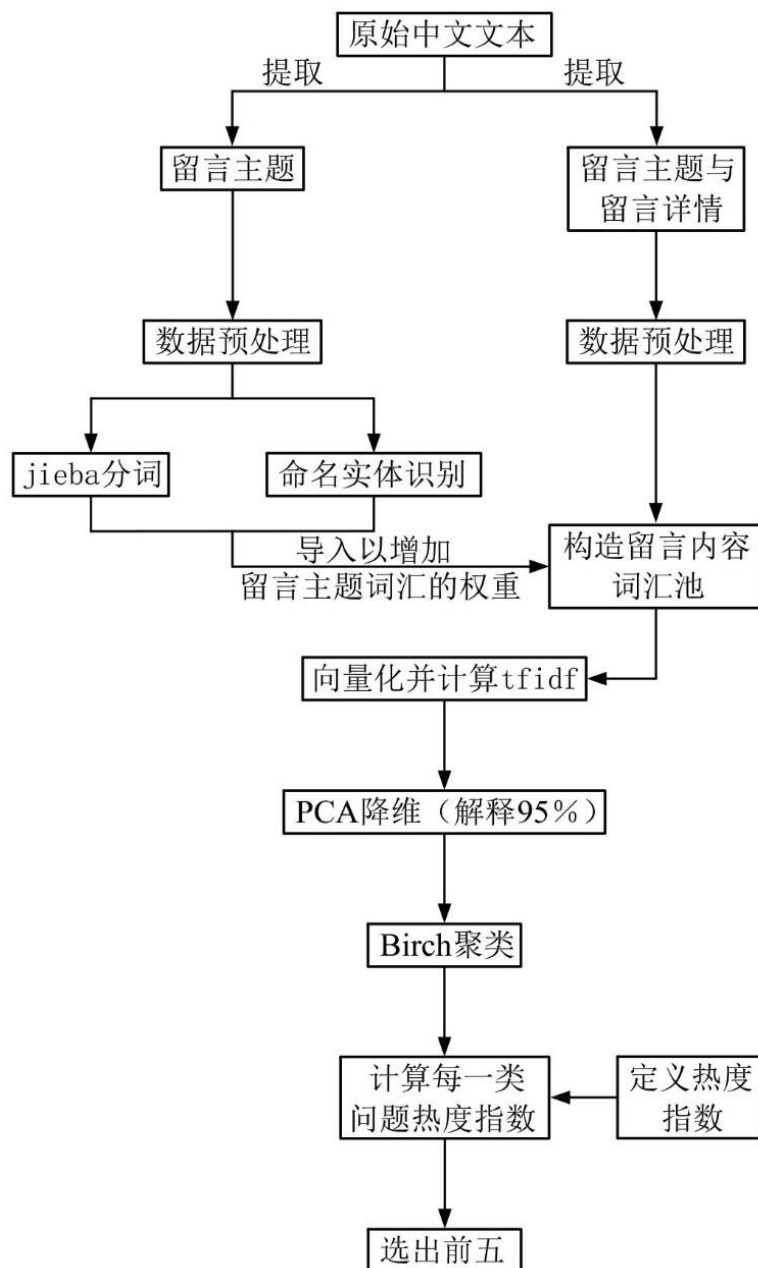 原始中文文本
提取
提取
留言主题
留言主题与
留言详情
数据预处理
数据预处理
jieba分词
命名实体识别
导入以增加
留言主题词汇的权重
构造留言内容
词汇池
向量化并计算tfidf
PCA降维（解释95%）
Birch聚类
计算每一类
问题热度指数
定义热度
指数
选出前五